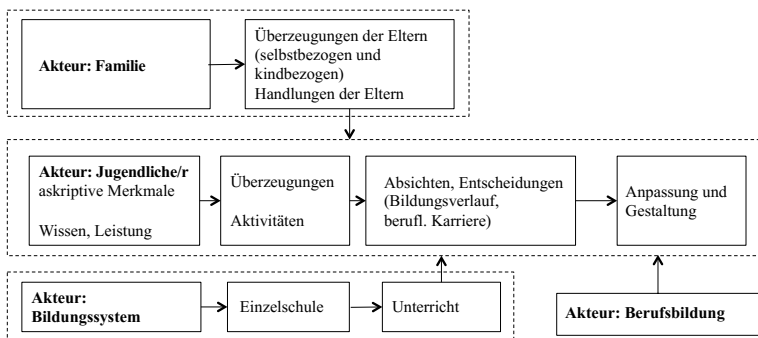 Akteur: Familie
Überzeugungen der Eltern
(selbstbezogen und
kindbezogen)
Handlungen der Eltern
Akteur: Jugendliche/r
askriptive Merkmale
Wissen, Leistung
Überzeugungen
Aktivitäten
Absichten, Entscheidungen
(Bildungsverlauf,
berufl. Karriere)
Anpassung und
Gestaltung
Akteur:
Bildungssystem
Einzelschule
Unterricht
Akteur: Berufsbildung